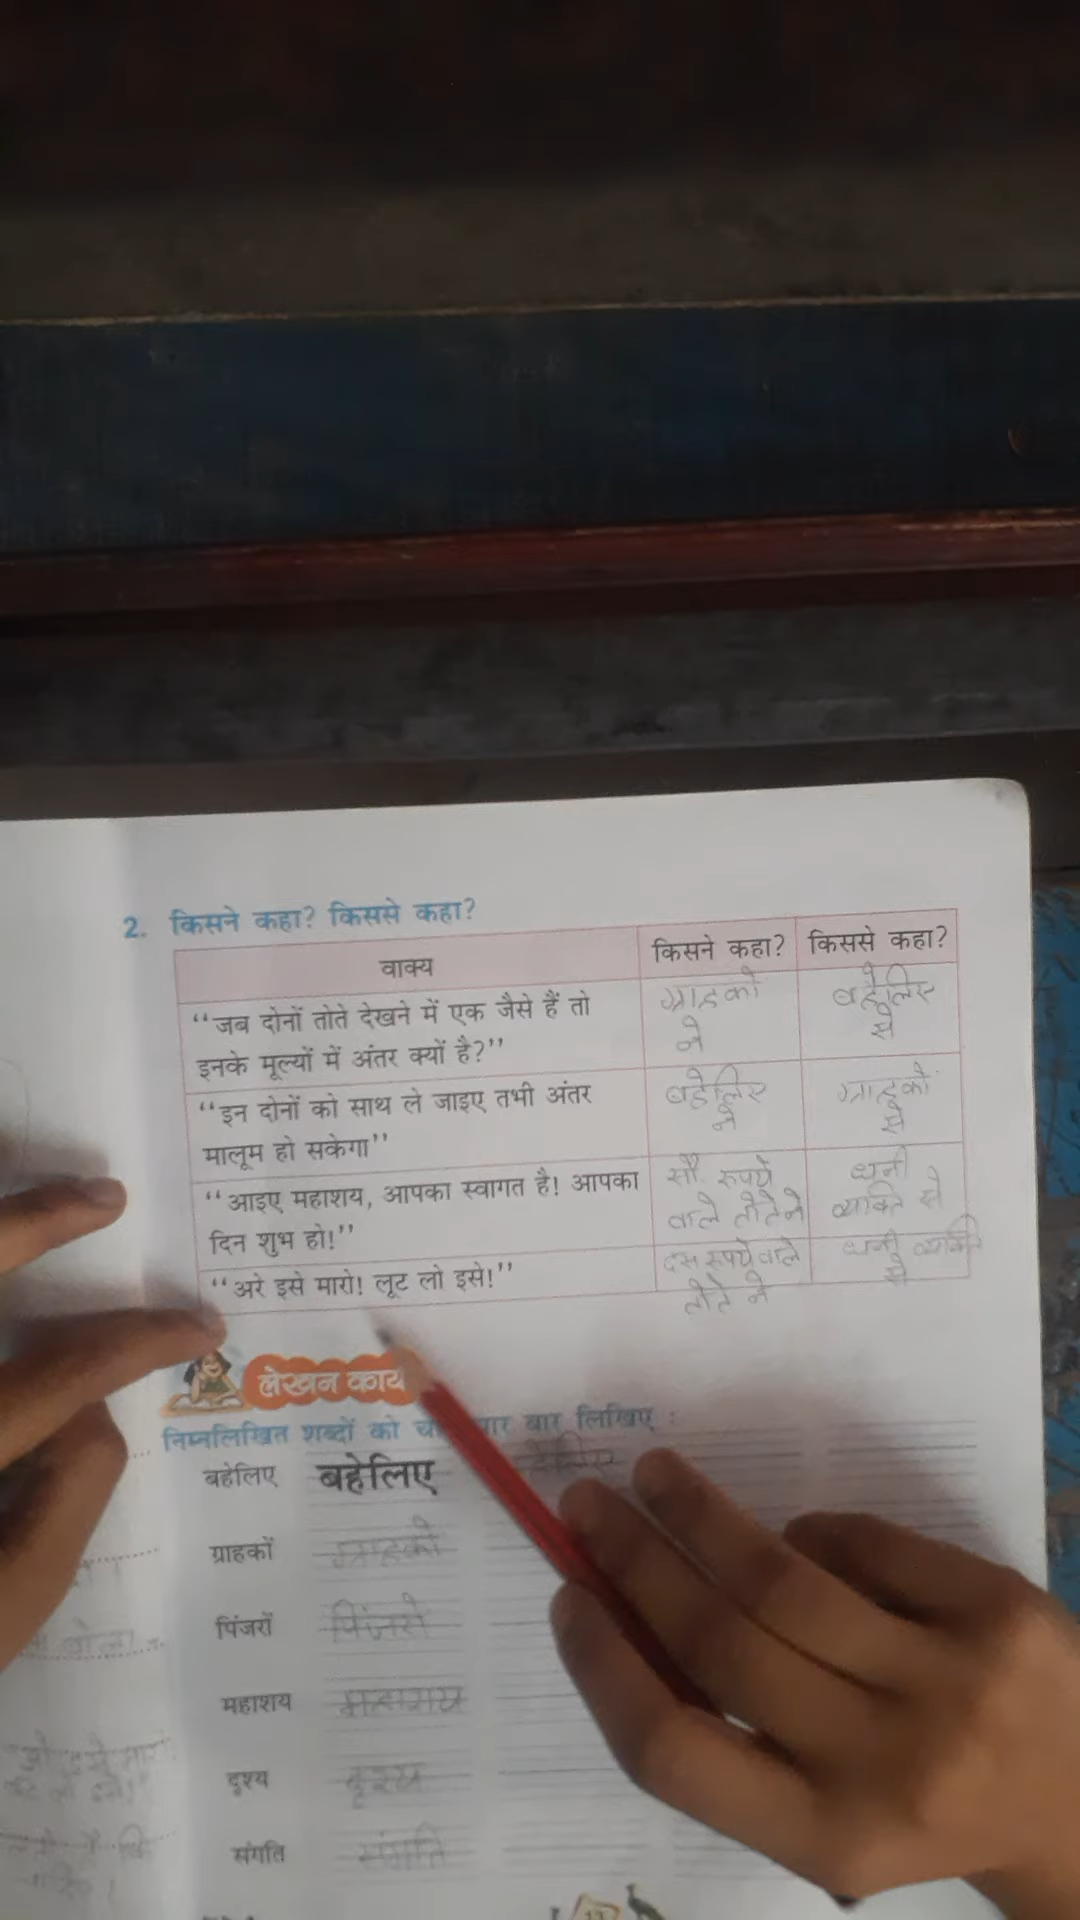 2. किसने कहा? किससे कहा?
वाक्य किसने कहा? किससे कहा?
“जब दोनों तोते देखने में एक जैसे हैं तो
इनके मूल्यों में अंतर क्यों है?”
ग्राहको
ने
बहेलिए
से
“इन दोनों को साथ ले जाइए तभी अंतर
मालूम हो सकेगा”
बहेलिए
ने
ग्राहकों
से
“आइए महाशय, आपका स्वागत है! आपका
दिन शुभ हो!”
सौ रुपये
वाले तोते ने
धनी
व्यक्ति से
“अरे इसे मारो! लूट लो इसे!”
दस रुपये वाले
तोते ने
धनी व्यक्ति
से
लेखन कार्य
निम्नलिखित शब्दों को बार लिखिए :
बहेलिए बहेलिए
ग्राहकों ग्राहकों
पिंजरों पिंजरो
महाशय महाशय
दृश्य दृश्य
संगति संगति